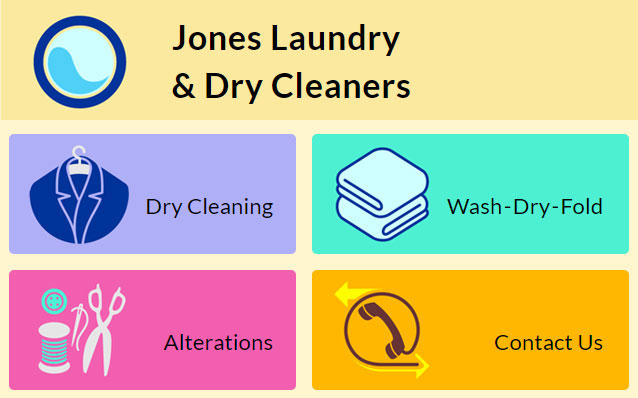 Jones Laundry
& Dry Cleaners
Dry Cleaning
Wash-Dry-Fold
Alterations
Contact Us